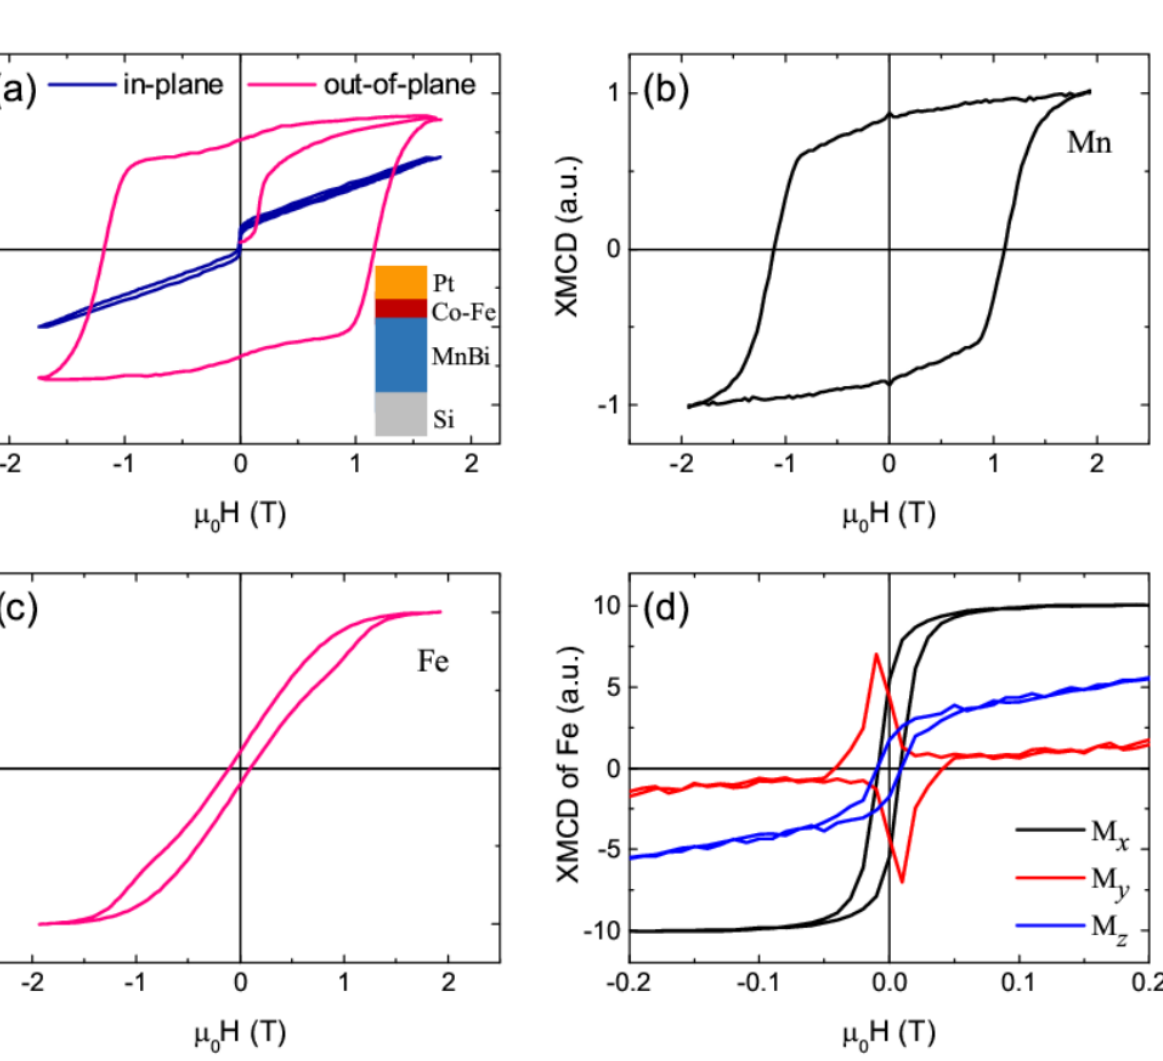 (a) in-plane out-of-plane
Pt
Co-Fe
MnBi
Si
-2 -1 0 1 2
μ0H (T)
(b)
Mn
XMCD (a.u.)
1
0
-1
-2 -1 0 1 2
μ0H (T)
(c)
Fe
-2 -1 0 1 2
μ0H (T)
(d)
XMCD of Fe (a.u.)
10
5
0
-5
-10
Mx
My
Mz
-0.2 -0.1 0.0 0.1 0.2
μ0H (T)